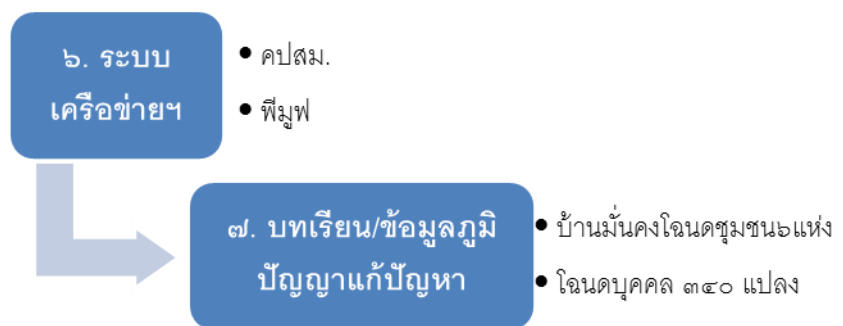 ๖. ระบบ
เครือข่ายฯ
• คปสม.
• พีมูฟ
๗. บทเรียน/ข้อมูลภูมิ
ปัญญาแก้ปัญหา
• บ้านมั่นคงโฉนดชุมชน๖แห่ง
• โฉนดบุคคล ๓๔๐ แปลง